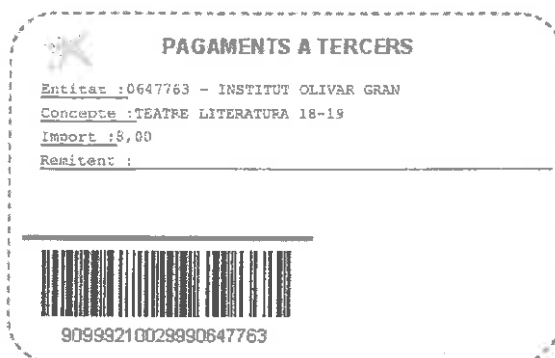 PAGAMENTS A TERCERS
Entitat :0647763 - INSTITUT OLIVAR GRAN
Concepte :TEATRE LITERATURA 18-19
Import :8,00
Remitent :
90999210029990647763